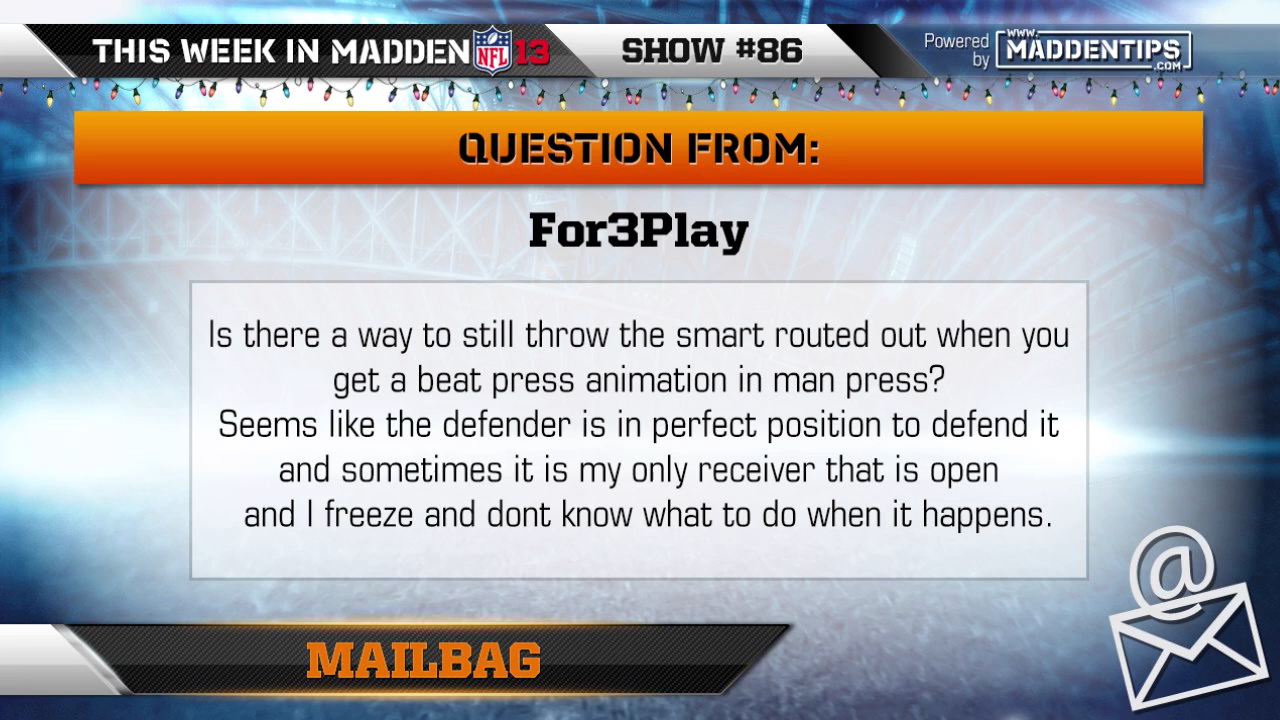 THIS WEEK IN MADDEN NFL 13 SHOW #86 Powered by WWW. MADDENTIPS .COM
QUESTION FROM:
For3Play
Is there a way to still throw the smart routed out when you
get a beat press animation in man press?
Seems like the defender is in perfect position to defend it
and sometimes it is my only receiver that is open
and I freeze and dont know what to do when it happens.
@
MAILBAG